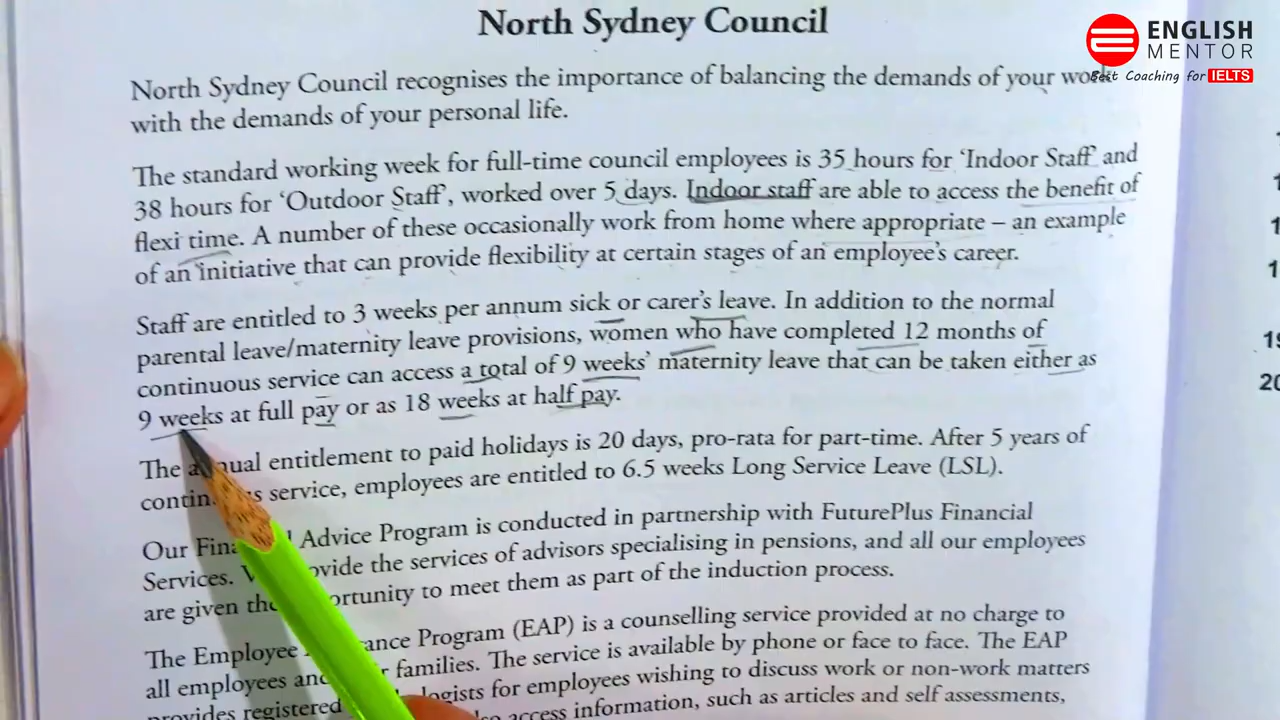 North Sydney Council
ENGLISH
MENTOR
Best Coaching for IELTS
North Sydney Council recognises the importance of balancing the demands of your work
with the demands of your personal life.
The standard working week for full-time council employees is 35 hours for 'Indoor Staff' and
38 hours for 'Outdoor Staff', worked over 5 days. Indoor staff are able to access the benefit of
flexi time. A number of these occasionally work from home where appropriate – an example
of an initiative that can provide flexibility at certain stages of an employee's career.
Staff are entitled to 3 weeks per annum sick or carer's leave. In addition to the normal
parental leave/maternity leave provisions, women who have completed 12 months of
continuous service can access a total of 9 weeks' maternity leave that can be taken either as
9 weeks at full pay or as 18 weeks at half pay.
The annual entitlement to paid holidays is 20 days, pro-rata for part-time. After 5 years of
service, employees are entitled to 6.5 weeks Long Service Leave (LSL).
Our Advice Program is conducted in partnership with FuturePlus Financial
Services. the services of advisors specialising in pensions, and all our employees
are given to meet them as part of the induction process.
The Employee Program (EAP) is a counselling service provided at no charge to
all employees families. The service is available by phone or face to face. The EAP
provides registered for employees wishing to discuss work or non-work matters
access information, such as articles and self assessments,
20